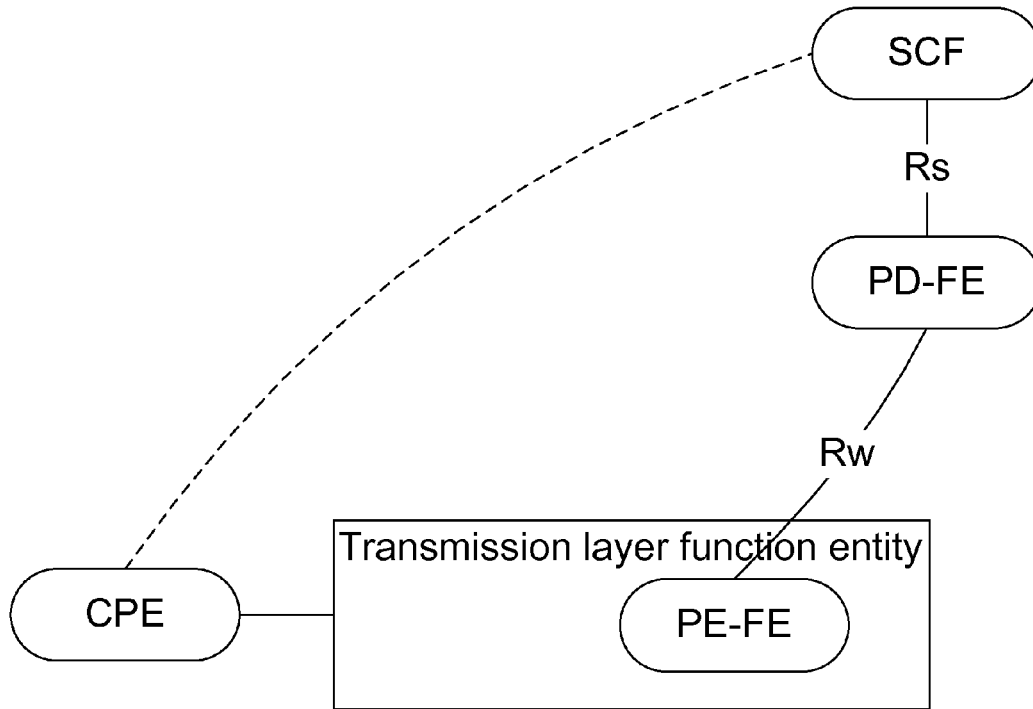 SCF
Rs
PD-FE
Rw
Transmission layer function entity
CPE
PE-FE